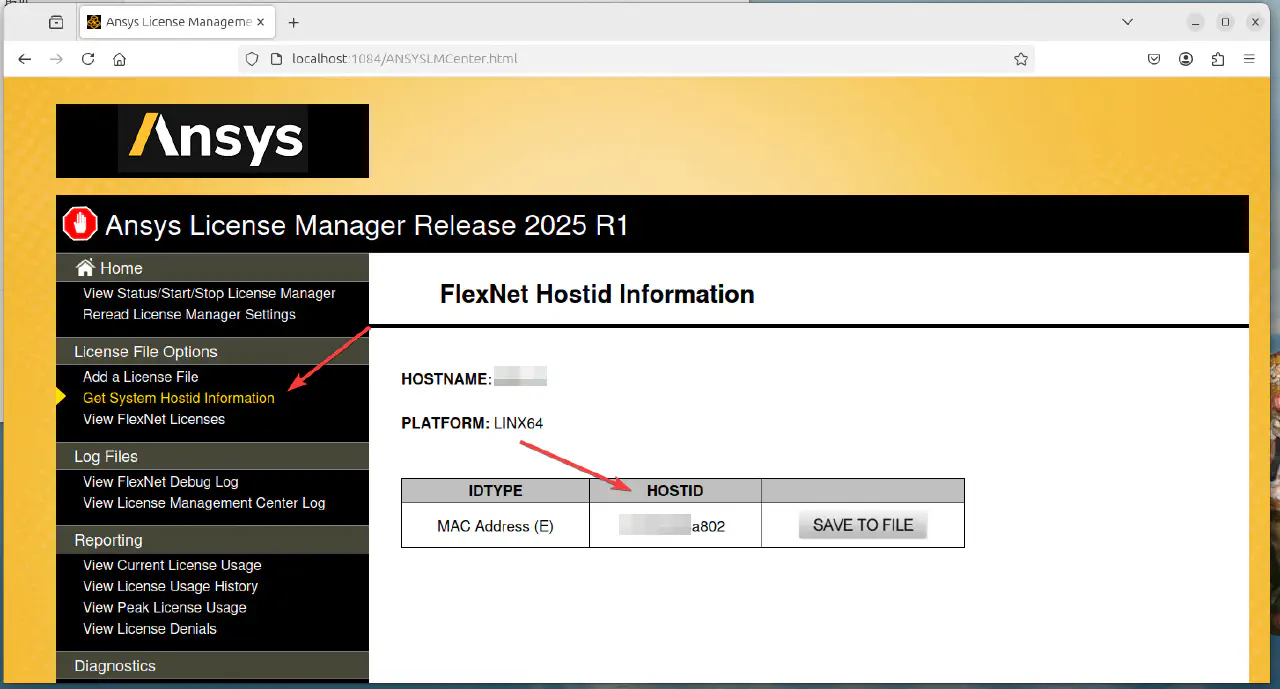 Ansys License Manageme
localhost:1084/ANSYSLMCenter.html
Ansys
Ansys License Manager Release 2025 R1
Home
View Status/Start/Stop License Manager
Reread License Manager Settings
License File Options
Add a License File
Get System Hostid Information
View FlexNet Licenses
Log Files
View FlexNet Debug Log
View License Management Center Log
Reporting
View Current License Usage
View License Usage History
View Peak License Usage
View License Denials
Diagnostics
FlexNet Hostid Information
HOSTNAME:
PLATFORM: LINX64
IDTYPE HOSTID
MAC Address (E) a802 SAVE TO FILE